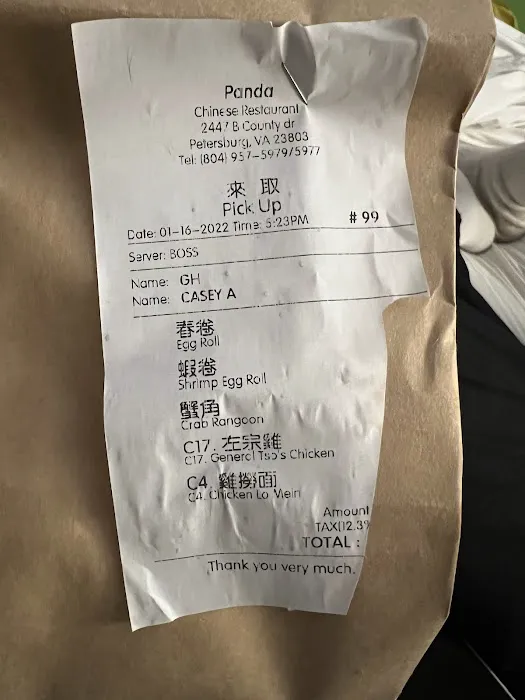 Panda
Chinese Restaurant
2447 B County dr
Petersburg, VA 23803
Tel: (804) 957-5979/5977
來 取
Pick Up
Date: 01-16-2022 Time: 5:23PM # 99
Server: BOSS
Name: GH
Name: CASEY A
春卷
Egg Roll
蝦卷
Shrimp Egg Roll
蟹角
Crab Rangoon
C17. 左宗雞
C17. General Tso's Chicken
C4. 雞撈面
C4. Chicken Lo Mein
Amount
TAX(12.3%
TOTAL :
Thank you very much.